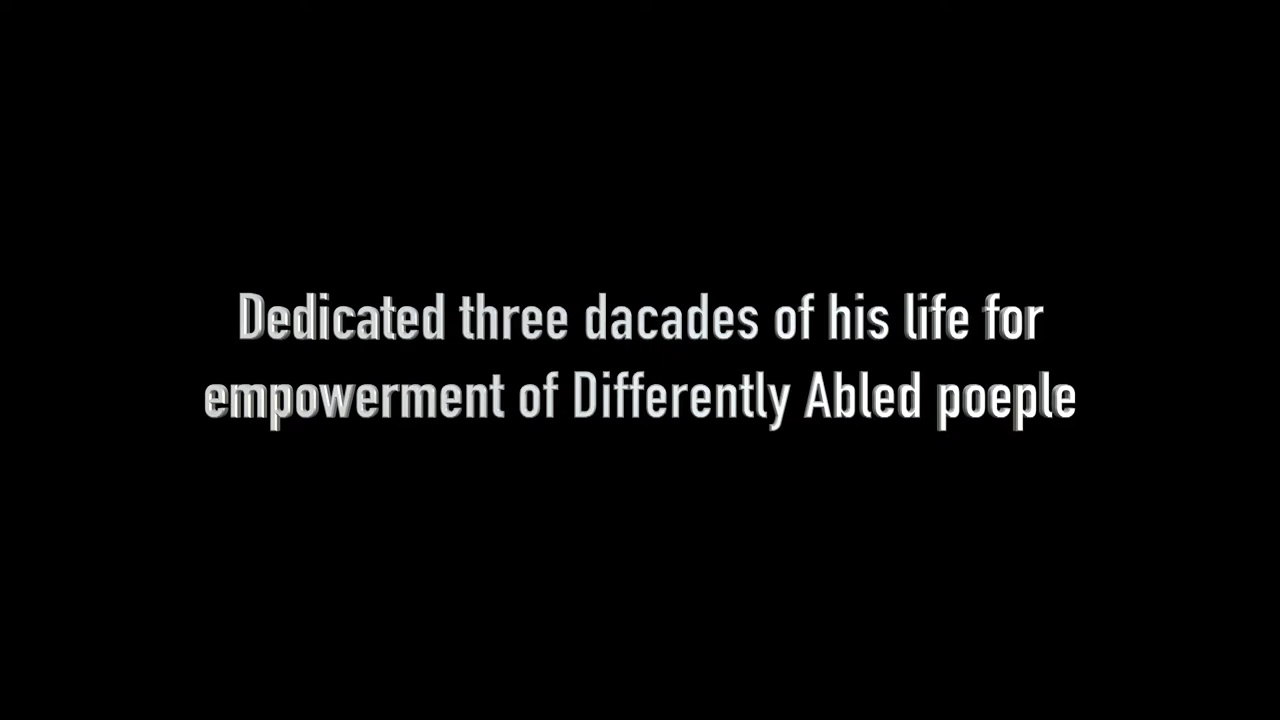 Dedicated three dacades of his life for
empowerment of Differently Abled poeple